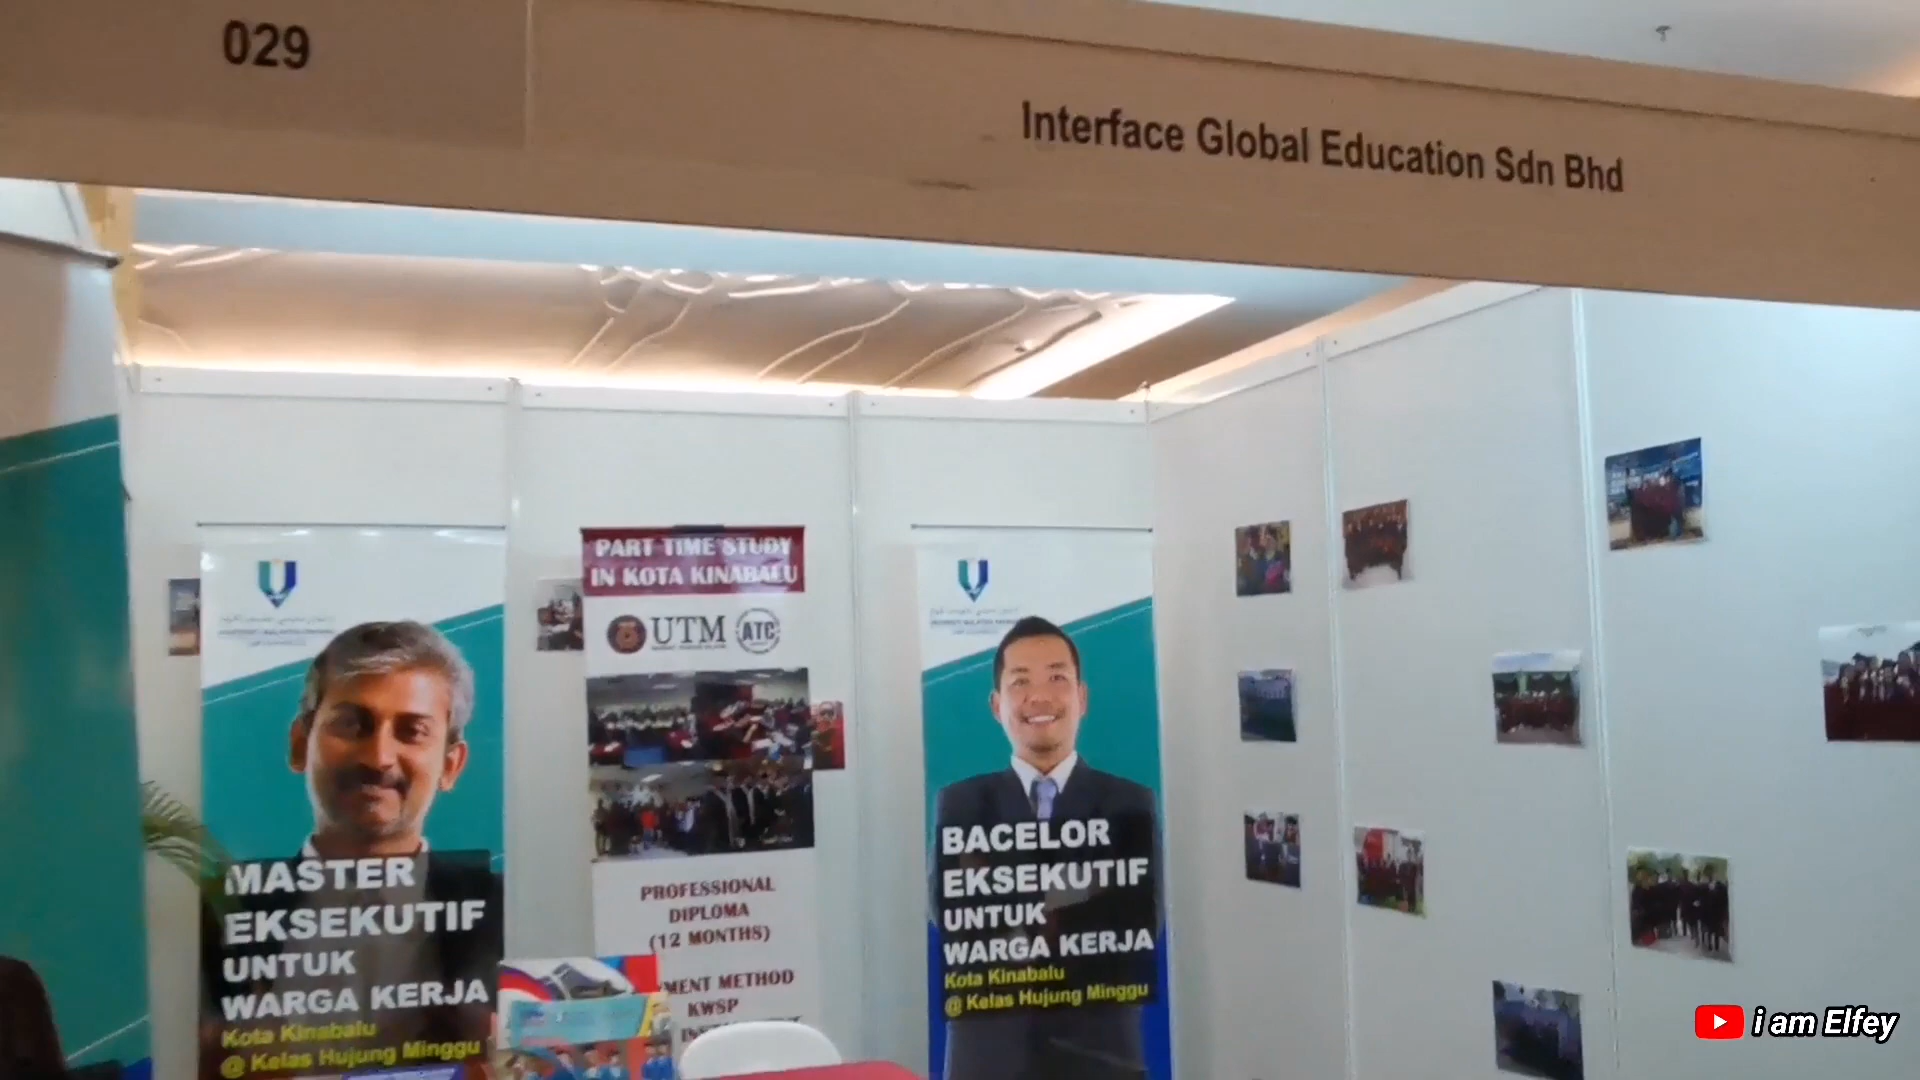 029
Interface Global Education Sdn Bhd
MASTER
EKSEKUTIF
UNTUK
WARGA KERJA
Kota Kinabalu
@ Kelas Hujung Minggu
PART TIME STUDY
IN KOTA KINABALU
UTM
ATC
PROFESSIONAL
DIPLOMA
(12 MONTHS)
METHOD
KWSP
BACELOR
EKSEKUTIF
UNTUK
WARGA KERJA
Kota Kinabalu
@ Kelas Hujung Minggu
i am Elfey